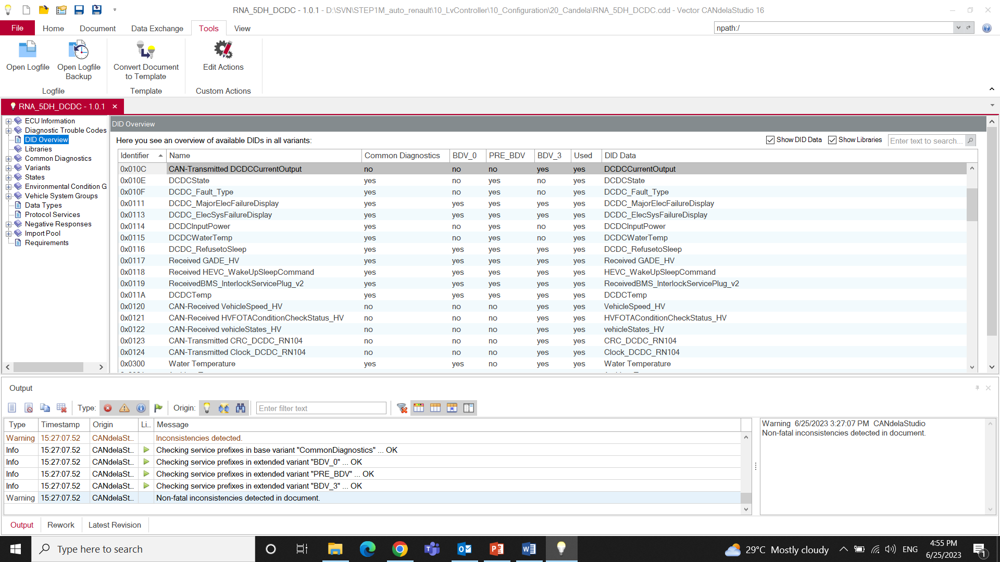 RNA_5DH_DCDC - 1.0.1 - D:\SVN\STEP1M_auto_renault\10_LvController\10_Configuration\20_Candela\RNA_5DH_DCDC.cdd - Vector CANdelaStudio 16
File Home Document Data Exchange Tools View npath:/
Open Logfile Open Logfile Backup Convert Document to Template Edit Actions
Logfile Template Custom Actions
RNA_5DH_DCDC - 1.0.1
ECU Information
Diagnostic Trouble Codes
DID Overview
Libraries
Common Diagnostics
Variants
States
Environmental Condition G
Vehicle System Groups
Data Types
Protocol Services
Negative Responses
Import Pool
Requirements
DID Overview
Here you see an overview of available DIDs in all variants: Show DID Data Show Libraries Enter text to search...
Identifier Name Common Diagnostics BDV_0 PRE_BDV BDV_3 Used DID Data
0x010C CAN-Transmitted DCDCCurrentOutput no no no yes yes DCDCCurrentOutput
0x010E DCDCState yes no yes no yes DCDCState
0x010F DCDC_Fault_Type yes no yes no yes DCDC_Fault_Type
0x0111 DCDC_MajorElecFailureDisplay yes yes yes yes yes DCDC_MajorElecFailureDisplay
0x0113 DCDC_ElecSysFailureDisplay yes yes yes yes yes DCDC_ElecSysFailureDisplay
0x0114 DCDCInputPower yes no yes no yes DCDCInputPower
0x0115 DCDCWaterTemp yes no yes no yes DCDCWaterTemp
0x0116 DCDC_RefusetoSleep yes yes yes yes yes DCDC_RefusetoSleep
0x0117 Received GADE_HV yes yes yes yes yes Received GADE_HV
0x0118 Received HEVC_WakeUpSleepCommand yes yes yes yes yes HEVC_WakeUpSleepCommand
0x0119 ReceivedBMS_InterlockServicePlug_v2 yes yes yes yes yes ReceivedBMS_InterlockServicePlug_v2
0x011A DCDCTemp yes yes yes yes yes DCDCTemp
0x0120 CAN-Received VehicleSpeed_HV no no no yes yes VehicleSpeed_HV
0x0121 CAN-Received HVFOTAConditionCheckStatus_HV no no no yes yes HVFOTAConditionCheckStatus_HV
0x0122 CAN-Received vehicleStates_HV no no no yes yes vehicleStates_HV
0x0123 CAN-Transmitted CRC_DCDC_RN104 no no no yes yes CRC_DCDC_RN104
0x0124 CAN-Transmitted Clock_DCDC_RN104 no no no yes yes Clock_DCDC_RN104
0x0300 Water Temperature yes yes no yes yes Water Temperature
Output
Type: Origin: Enter filter text
Type Timestamp Origin Li... Message
Warning 15:27:07.52 CANdelaSt... Inconsistencies detected.
Info 15:27:07.52 CANdelaSt... Checking service prefixes in base variant "CommonDiagnostics" ... OK
Info 15:27:07.52 CANdelaSt... Checking service prefixes in extended variant "BDV_0" ... OK
Info 15:27:07.52 CANdelaSt... Checking service prefixes in extended variant "PRE_BDV" ... OK
Info 15:27:07.52 CANdelaSt... Checking service prefixes in extended variant "BDV_3" ... OK
Warning 15:27:07.52 CANdelaSt... Non-fatal inconsistencies detected in document.
Warning 6/25/2023 3:27:07 PM CANdelaStudio
Non-fatal inconsistencies detected in document.
Output Rework Latest Revision
Type here to search 29°C Mostly cloudy ENG 4:55 PM
6/25/2023 1